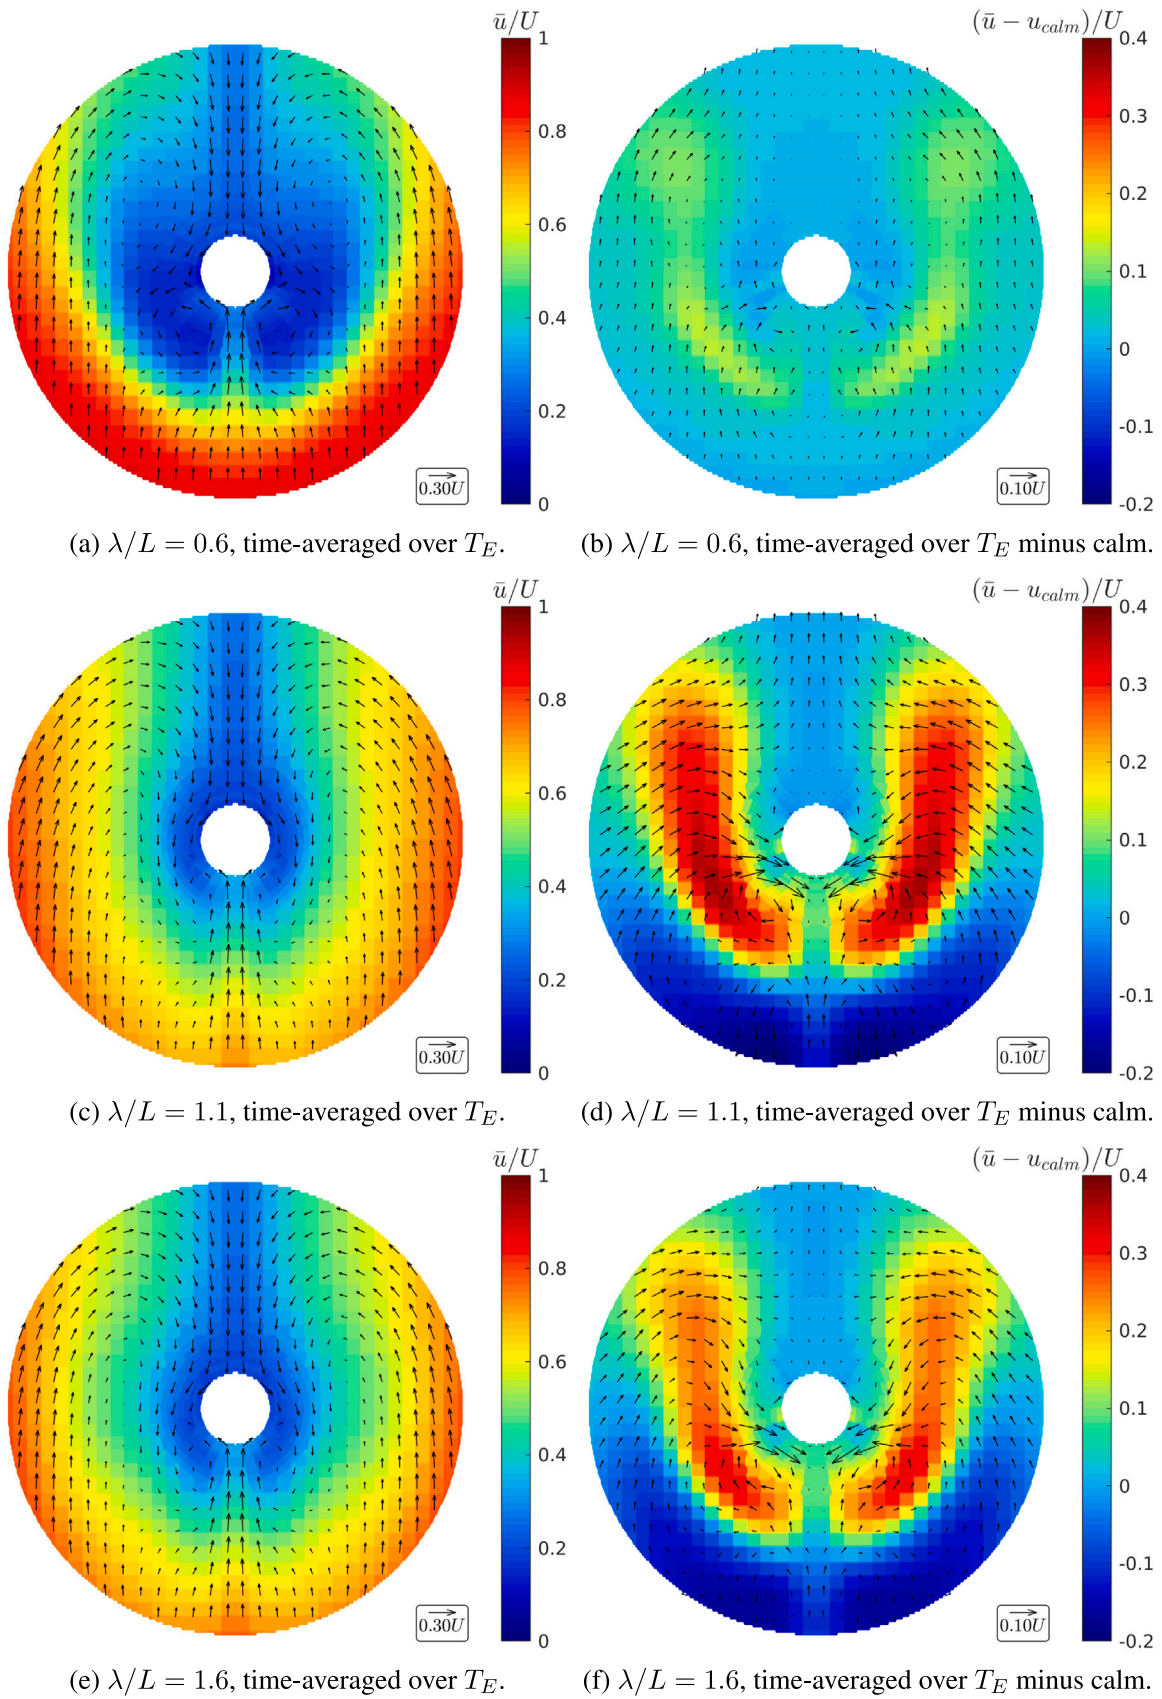 ū/U
1
0.8
0.6
0.4
0.2
0
0.30U
(ū − u_calm)/U
0.4
0.3
0.2
0.1
0
-0.1
-0.2
0.10U
(a) λ/L = 0.6, time-averaged over T_E.
(b) λ/L = 0.6, time-averaged over T_E minus calm.
ū/U
1
0.8
0.6
0.4
0.2
0
0.30U
(ū − u_calm)/U
0.4
0.3
0.2
0.1
0
-0.1
-0.2
0.10U
(c) λ/L = 1.1, time-averaged over T_E.
(d) λ/L = 1.1, time-averaged over T_E minus calm.
ū/U
1
0.8
0.6
0.4
0.2
0
0.30U
(ū − u_calm)/U
0.4
0.3
0.2
0.1
0
-0.1
-0.2
0.10U
(e) λ/L = 1.6, time-averaged over T_E.
(f) λ/L = 1.6, time-averaged over T_E minus calm.